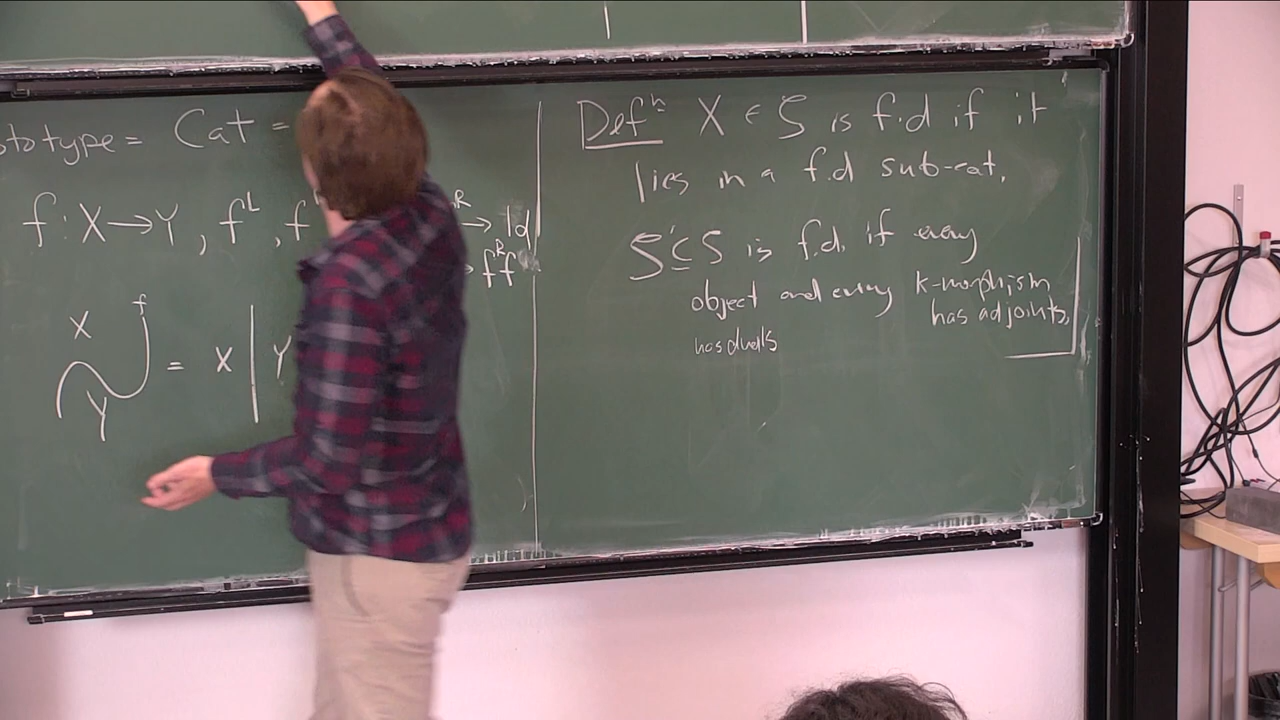 ototype = Cat =
f : X → Y , f^L , f
R → Id
f^R f
X f
Y = X | Y
Def^n X ∈ S is f.d if it
lies in a f.d sub-cat.
S' ⊆ S is f.d. if every
object and every k-morphism
has duals has adjoints,